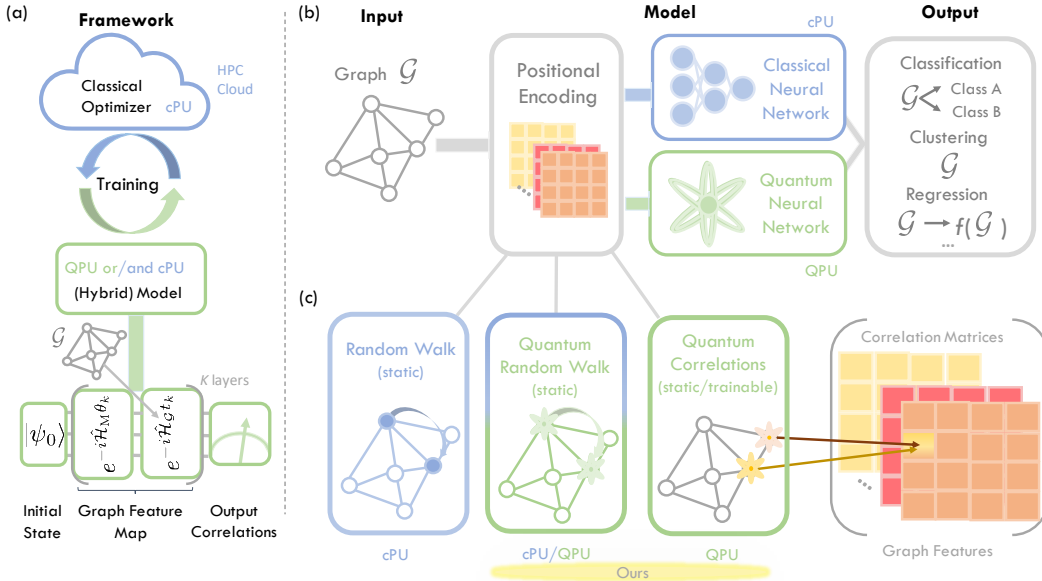 (a)
Framework
Classical
Optimizer
cPU
HPC
Cloud
Training
QPU or/and cPU
(Hybrid) Model
𝒢
K layers
|ψ₀⟩
e^{-iĤ_M θ_k}
e^{-iĤ_𝒢 t_k}
Initial
State
Graph Feature
Map
Output
Correlations
(b)
Input
Model
Output
Graph 𝒢
Positional
Encoding
cPU
Classical
Neural
Network
Quantum
Neural
Network
QPU
Classification
𝒢
Class A
Class B
Clustering
𝒢
Regression
𝒢 → f(𝒢)
...
(c)
Random Walk
(static)
cPU
Quantum
Random Walk
(static)
cPU/QPU
Quantum
Correlations
(static/trainable)
QPU
Ours
Correlation Matrices
Graph Features